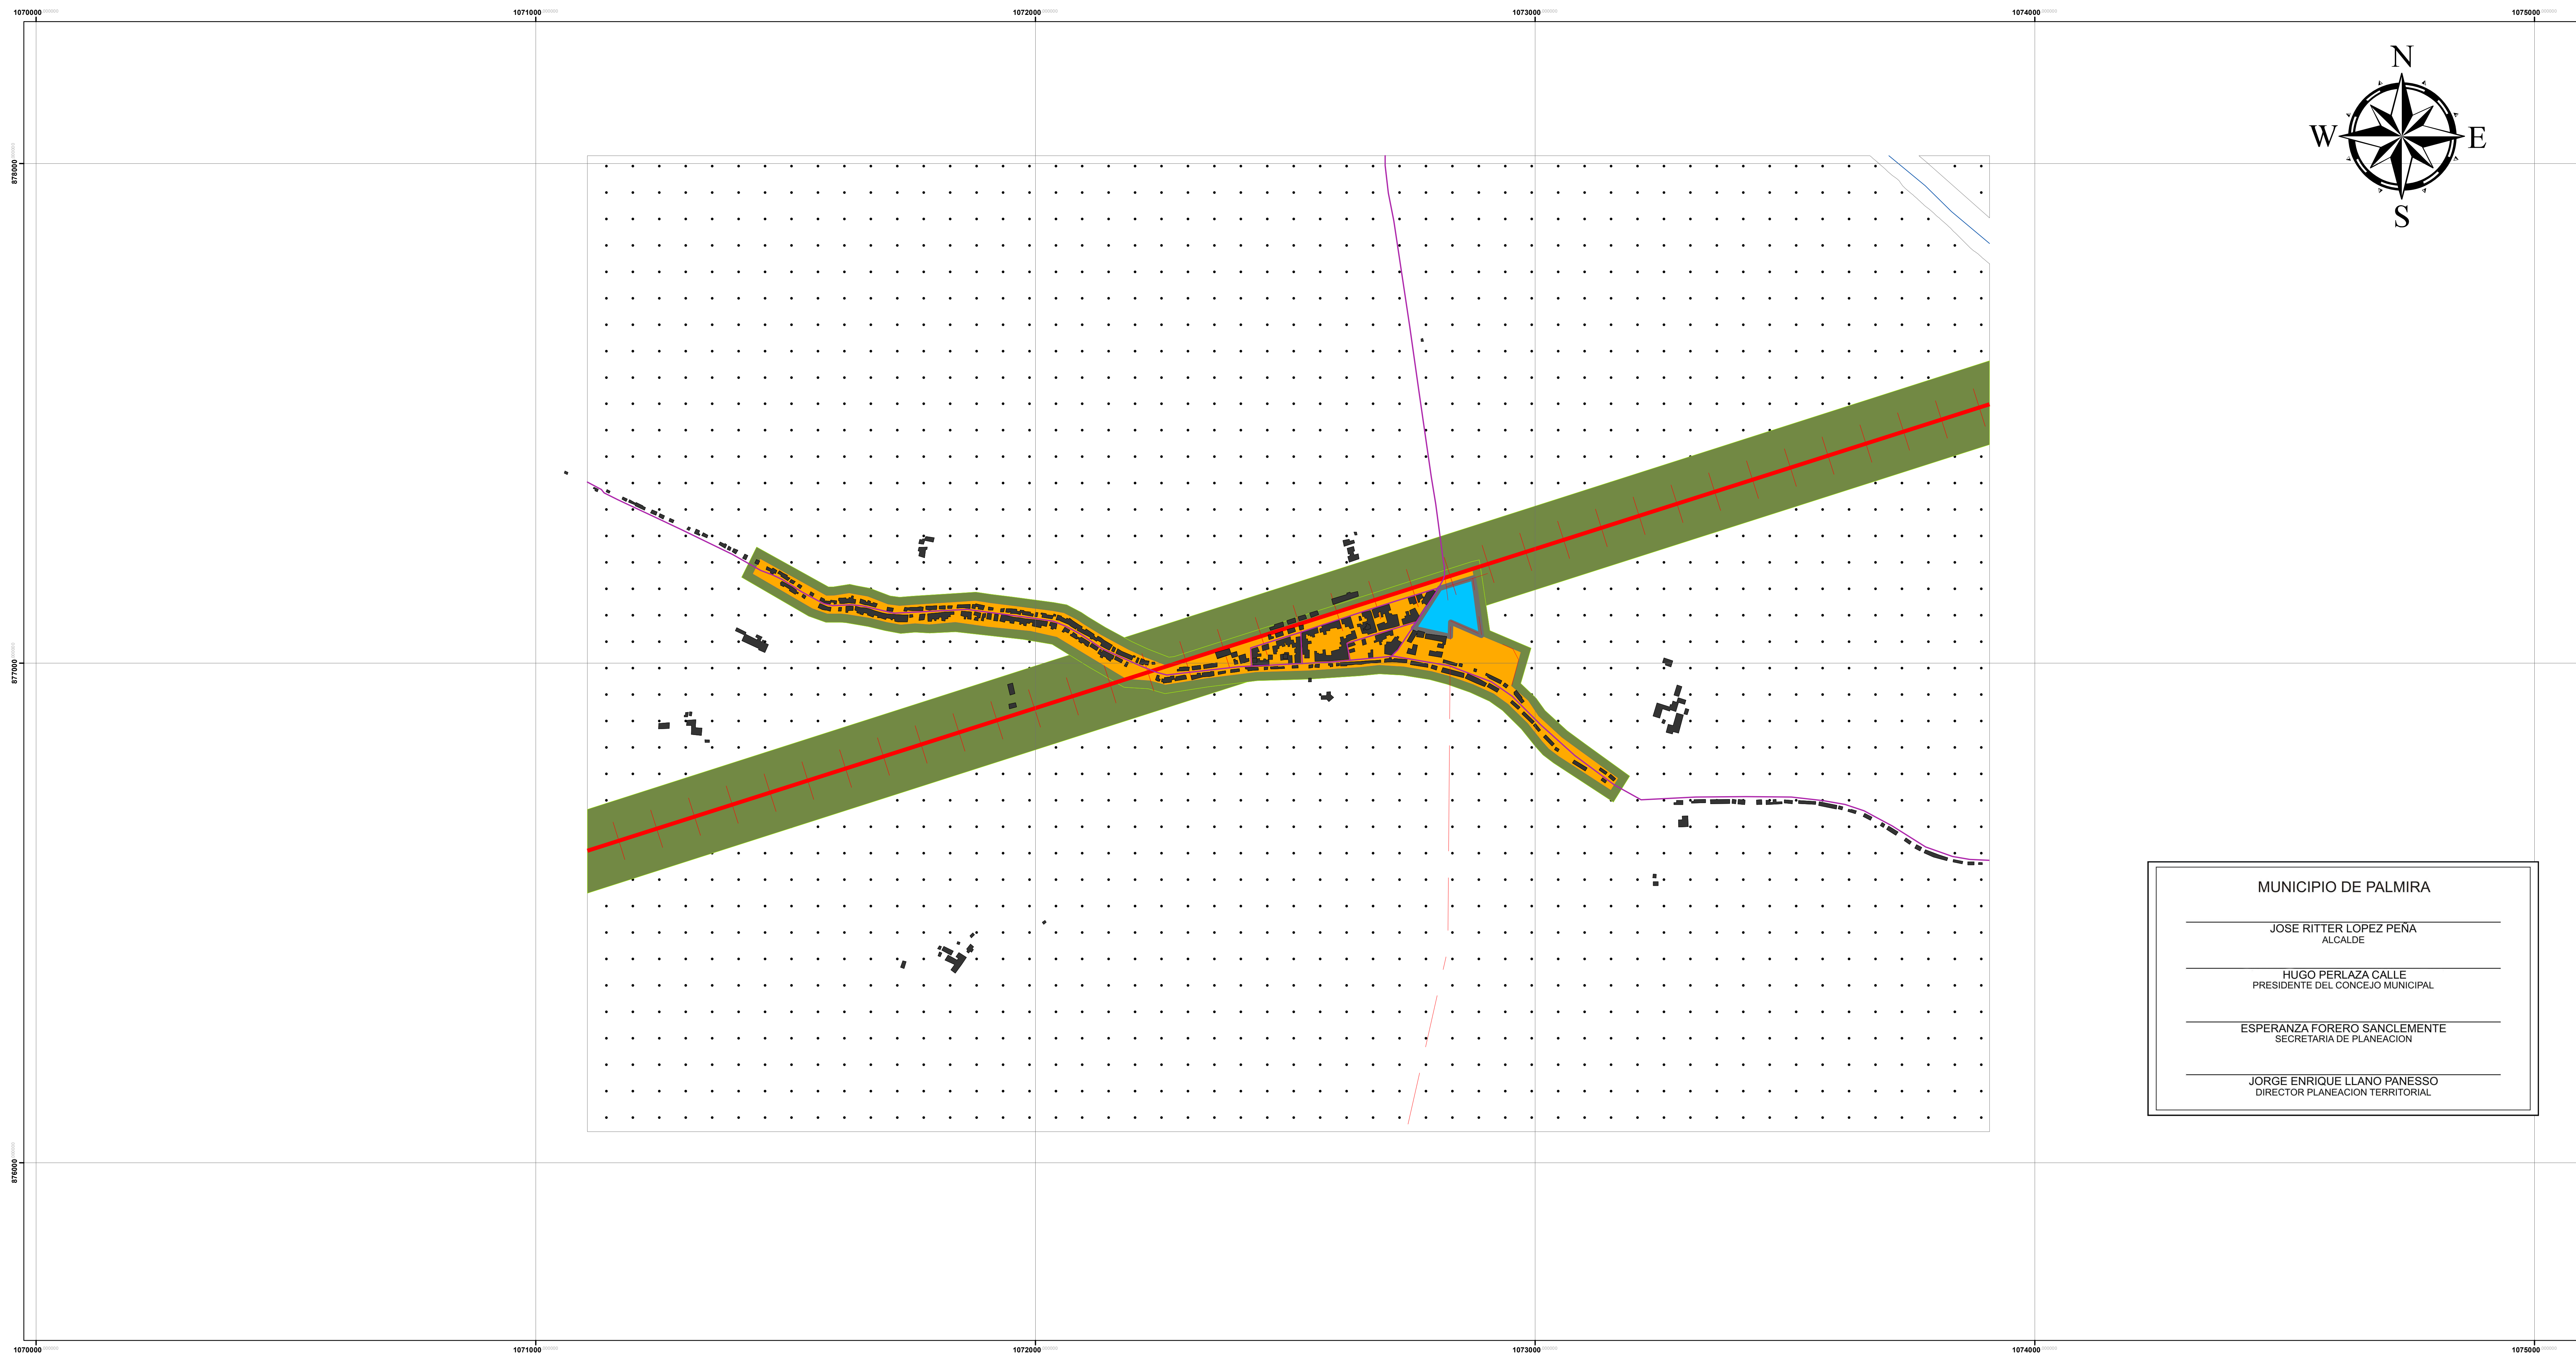 1070000 1071000 1072000 1073000 1074000 1075000
N
W E
S
878000
877000
876000
MUNICIPIO DE PALMIRA
JOSE RITTER LOPEZ PEÑA
ALCALDE
HUGO PERLAZA CALLE
PRESIDENTE DEL CONCEJO MUNICIPAL
ESPERANZA FORERO SANCLEMENTE
SECRETARIA DE PLANEACION
JORGE ENRIQUE LLANO PANESSO
DIRECTOR PLANEACION TERRITORIAL
1070000 1071000 1072000 1073000 1074000 1075000